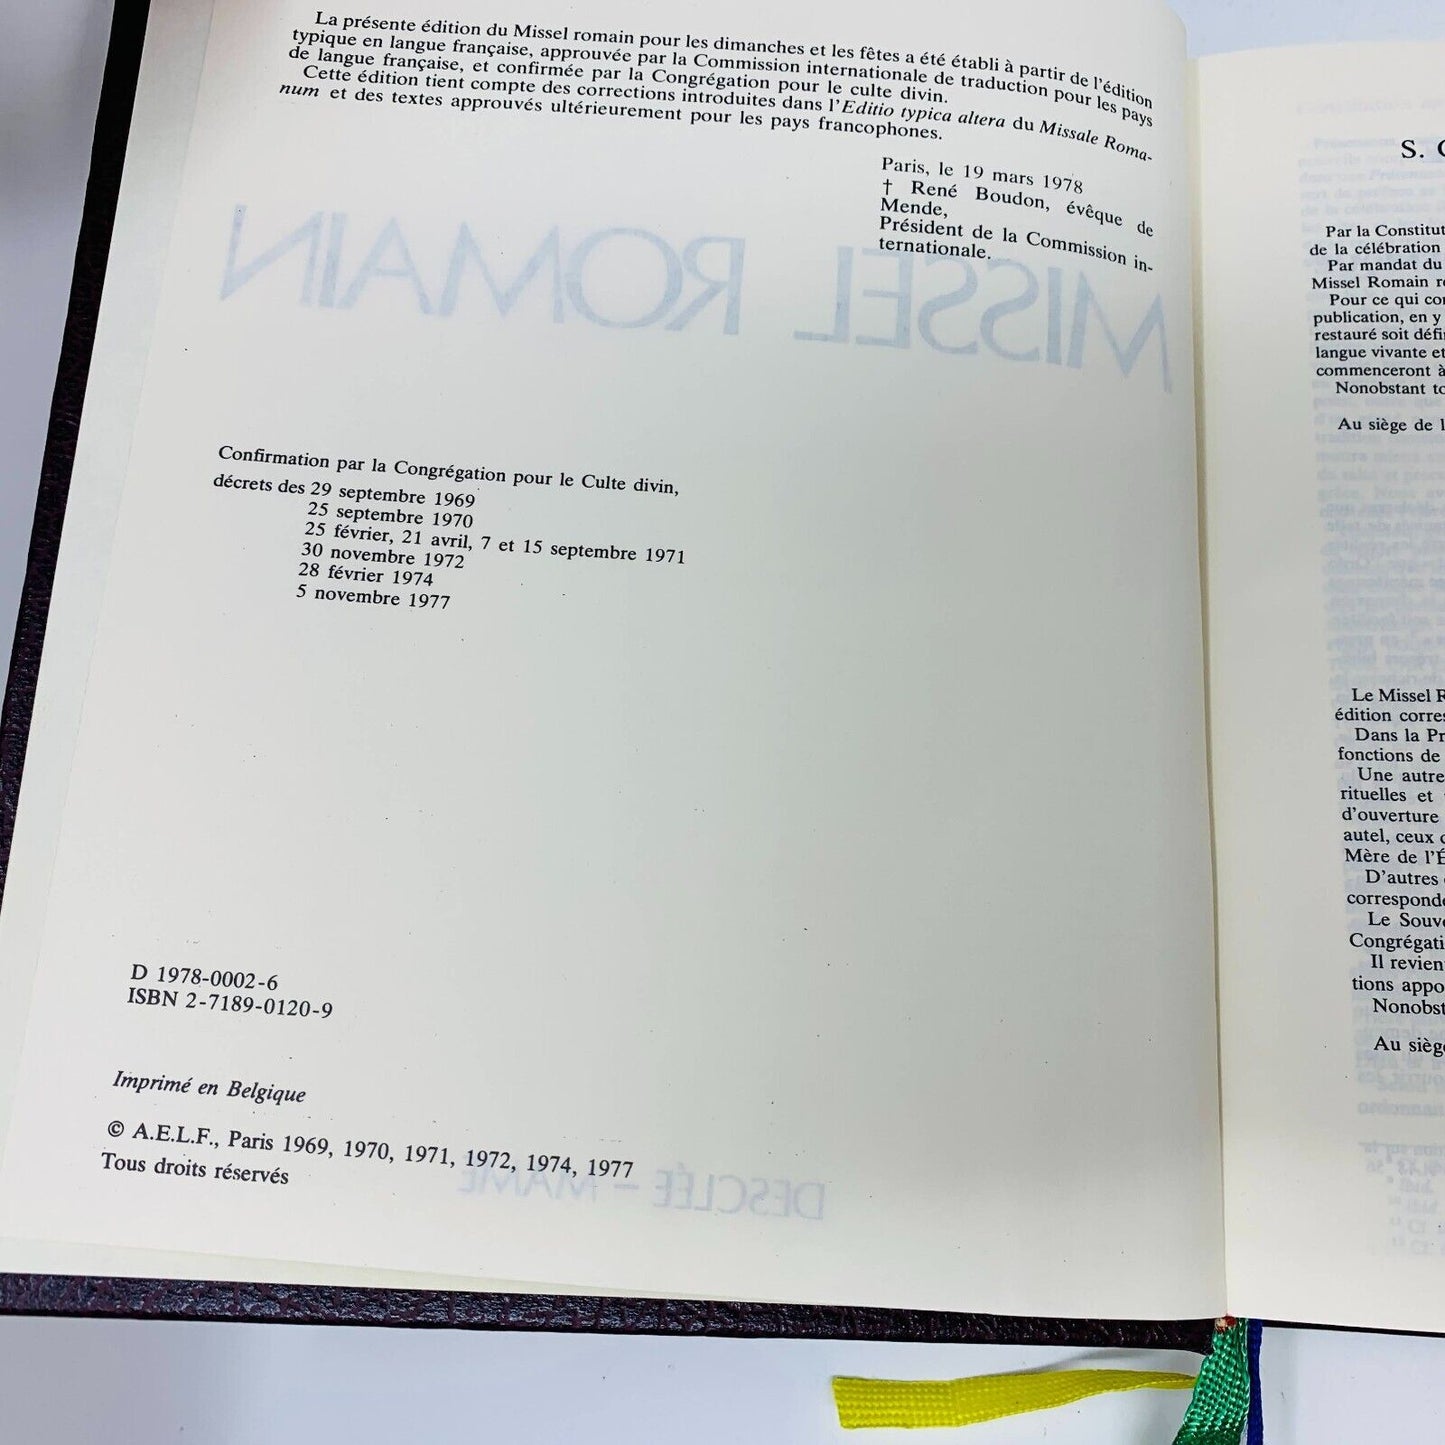 La présente édition du Missel romain pour les dimanches et les fêtes a été établi à partir de l'édition
typique en langue française, approuvée par la Commission internationale de traduction pour les pays
de langue française, et confirmée par la Congrégation pour le culte divin.
Cette édition tient compte des corrections introduites dans l'Editio typica altera du Missale Roma-
num et des textes approuvés ultérieurement pour les pays francophones.
Paris, le 19 mars 1978
† René Boudon, évêque de
Mende,
Président de la Commission in-
ternationale.
MISSEL ROMAIN
Confirmation par la Congrégation pour le Culte divin,
décrets des 29 septembre 1969
25 septembre 1970
25 février, 21 avril, 7 et 15 septembre 1971
30 novembre 1972
28 février 1974
5 novembre 1977
D 1978-0002-6
ISBN 2-7189-0120-9
Imprimé en Belgique
© A.E.L.F., Paris 1969, 1970, 1971, 1972, 1974, 1977
Tous droits réservés
DESCLÉE – MAME
S.
Par la Constitut
de la célébration
Par mandat du
Missel Romain
Pour ce qui
publication, en y
restauré soit
langue vivante et
commenceront à
Nonobstant
Au siège de
Le Missel
édition
Dans la
fonctions de
Une autre
rituelles et
d'ouverture
autel, ceux
Mère de
D'autres
Le Souv
Congrégati
Il revien
tions
Au